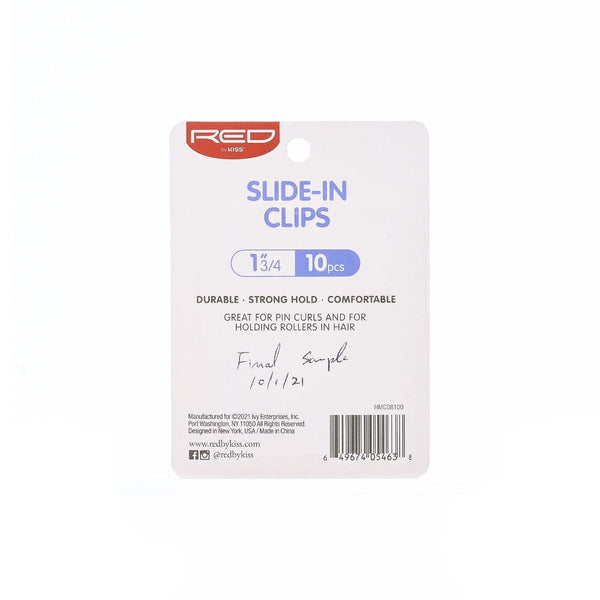 RED
by KISS®
SLIDE-IN
CLIPS
1"3/4 10pcs
DURABLE · STRONG HOLD · COMFORTABLE
GREAT FOR PIN CURLS AND FOR
HOLDING ROLLERS IN HAIR
Final Sample
10/1/21
HMC08100
Manufactured for ©2021 Ivy Enterprises, Inc.
Port Washington, NY 11050 All Rights Reserved.
Designed in New York, USA / Made in China
www.redbykiss.com
@redbykiss
6 49674 05463 8